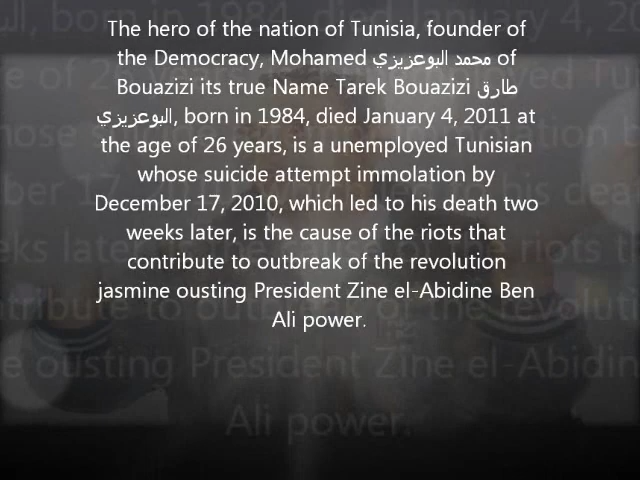 The hero of the nation of Tunisia, founder of
the Democracy, Mohamed محمد البوعزيزي of
Bouazizi its true Name Tarek Bouazizi طارق
البوعزيزي, born in 1984, died January 4, 2011 at
the age of 26 years, is a unemployed Tunisian
whose suicide attempt immolation by
December 17, 2010, which led to his death two
weeks later, is the cause of the riots that
contribute to outbreak of the revolution
jasmine ousting President Zine el-Abidine Ben
Ali power.